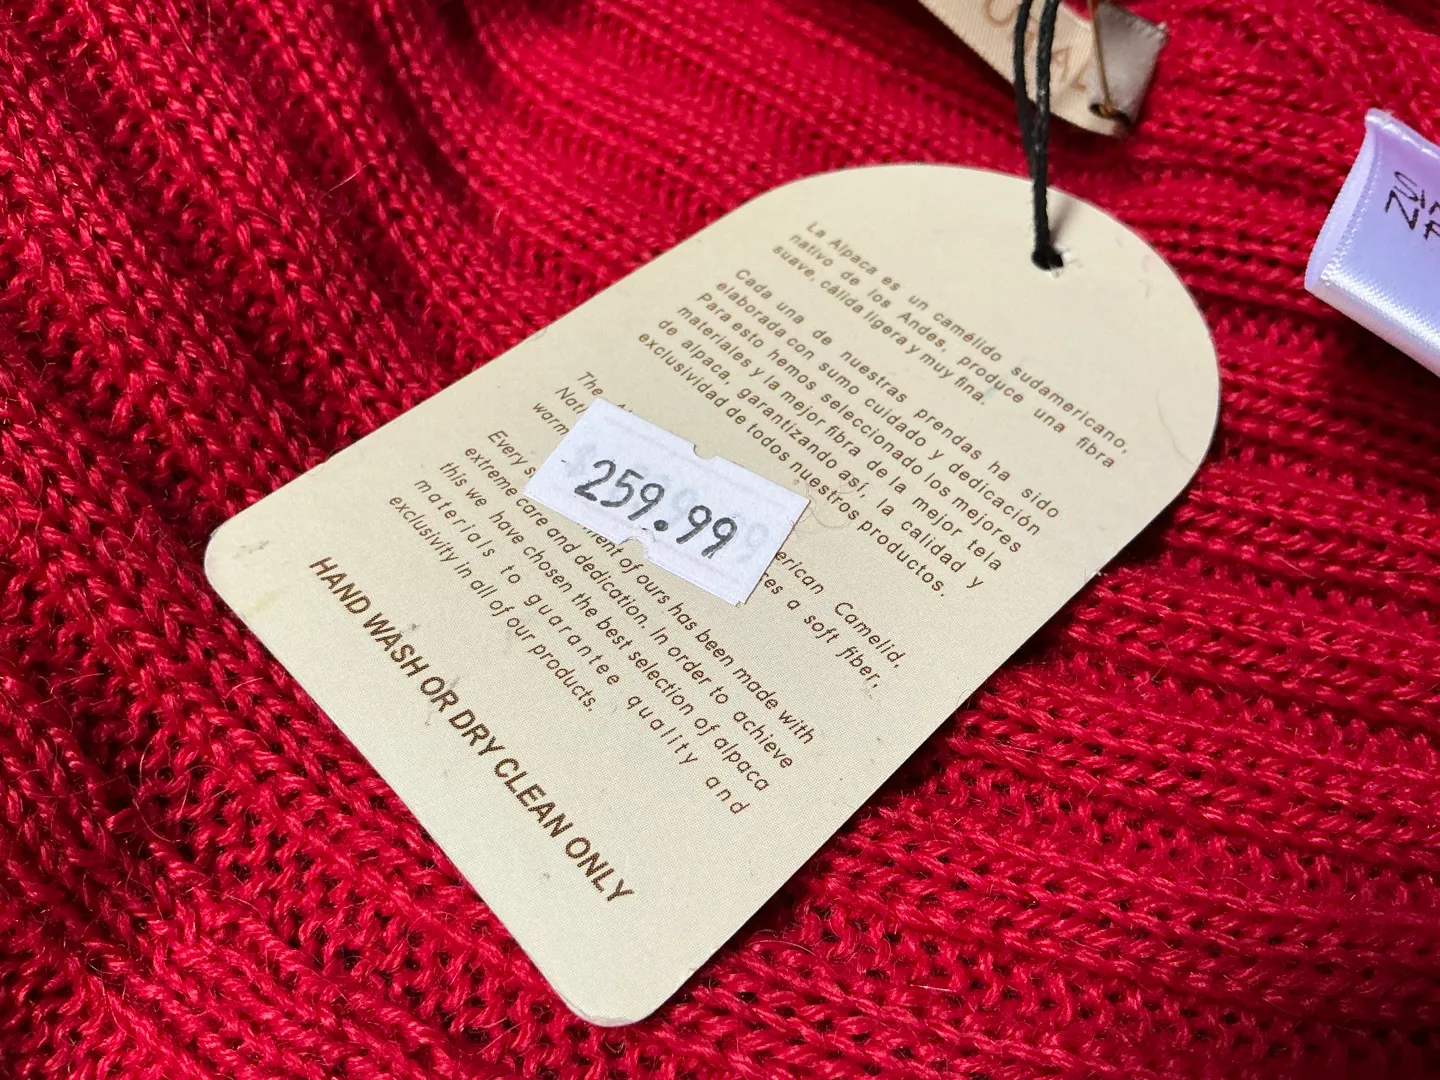 La Alpaca es un camélido sudamericano,
nativo de los Andes, produce una fibra
suave, cálida ligera y muy fina.
Cada una de nuestras prendas ha sido
elaborada con sumo cuidado y dedicación
Para esto hemos seleccionado los mejores
materiales y la mejor fibra de la mejor tela
de alpaca, garantizando así, la calidad y
exclusividad de todos nuestros productos.
The
erican Camelid,
res a soft fiber,
warm
259.99
Every
ment of ours has been made with
extreme care and dedication. In order to achieve
this we have chosen the best selection of alpaca
materials to guarantee quality and
exclusivity in all of our products.
HAND WASH OR DRY CLEAN ONLY